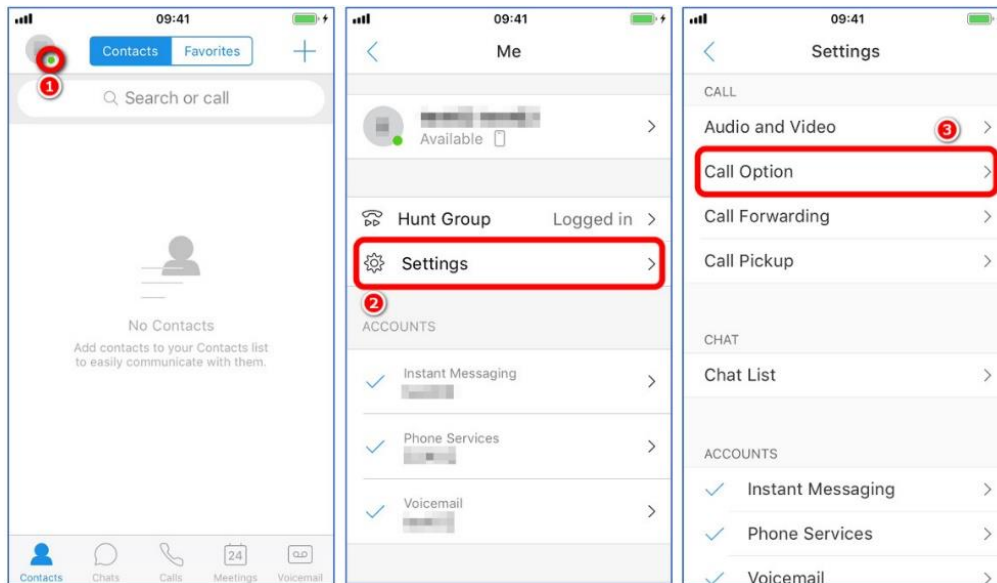 09:41
Contacts Favorites
1
Search or call
No Contacts
Add contacts to your Contacts list
to easily communicate with them.
24
Contacts Chats Calls Meetings Voicemail
09:41
Me
Available
Hunt Group Logged in
Settings
2
ACCOUNTS
Instant Messaging
Phone Services
Voicemail
09:41
Settings
CALL
Audio and Video
3
Call Option
Call Forwarding
Call Pickup
CHAT
Chat List
ACCOUNTS
Instant Messaging
Phone Services
Voicemail